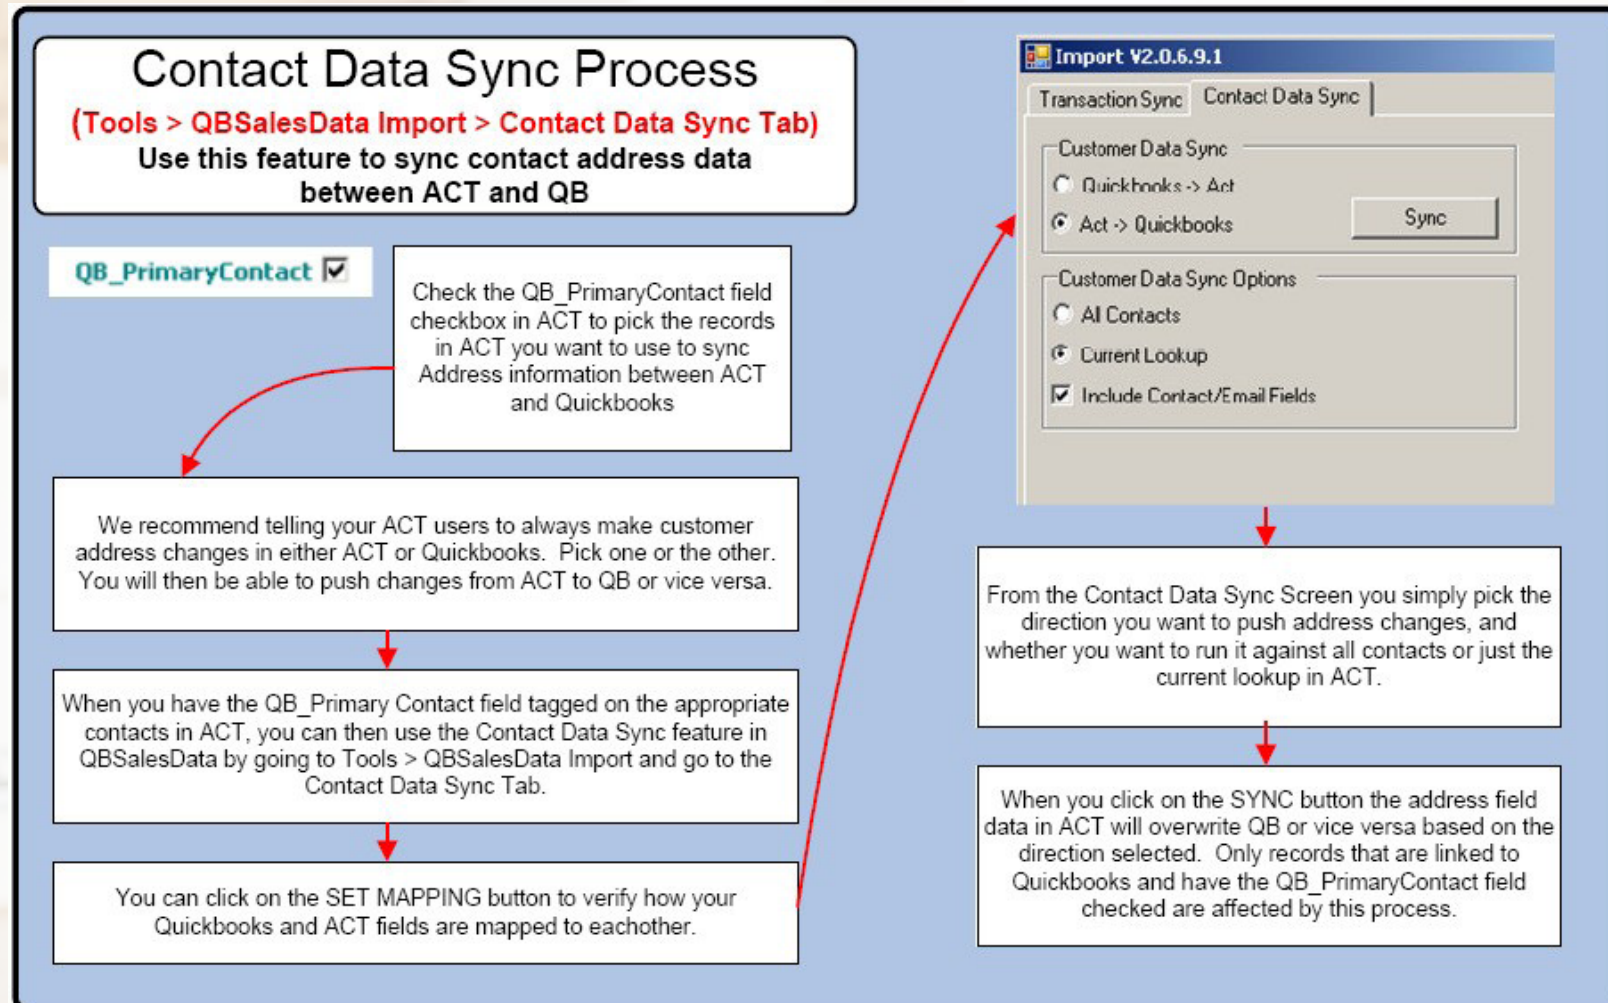 Contact Data Sync Process
(Tools > QBSalesData Import > Contact Data Sync Tab)
Use this feature to sync contact address data
between ACT and QB
QB_PrimaryContact
Check the QB_PrimaryContact field
checkbox in ACT to pick the records
in ACT you want to use to sync
Address information between ACT
and Quickbooks
We recommend telling your ACT users to always make customer
address changes in either ACT or Quickbooks. Pick one or the other.
You will then be able to push changes from ACT to QB or vice versa.
When you have the QB_Primary Contact field tagged on the appropriate
contacts in ACT, you can then use the Contact Data Sync feature in
QBSalesData by going to Tools > QBSalesData Import and go to the
Contact Data Sync Tab.
You can click on the SET MAPPING button to verify how your
Quickbooks and ACT fields are mapped to eachother.
Import V2.0.6.9.1
Transaction Sync Contact Data Sync
Customer Data Sync
Quickbooks -> Act
Act -> Quickbooks
Sync
Customer Data Sync Options
All Contacts
Current Lookup
Include Contact/Email Fields
From the Contact Data Sync Screen you simply pick the
direction you want to push address changes, and
whether you want to run it against all contacts or just the
current lookup in ACT.
When you click on the SYNC button the address field
data in ACT will overwrite QB or vice versa based on the
direction selected. Only records that are linked to
Quickbooks and have the QB_PrimaryContact field
checked are affected by this process.